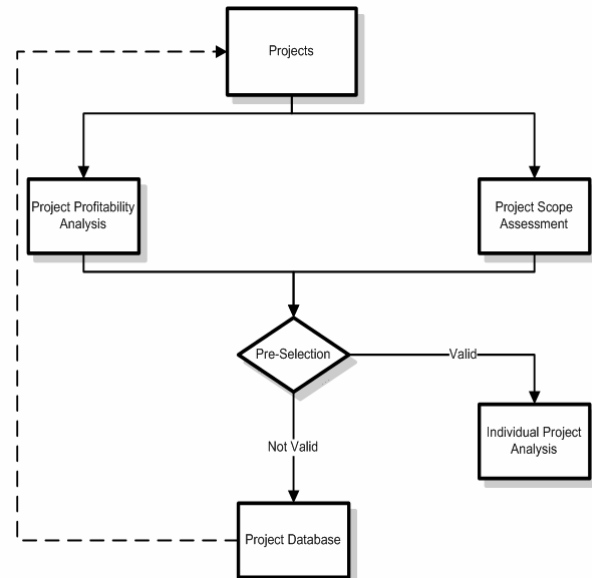 Projects
Project Profitability
Analysis
Project Scope
Assessment
Pre-Selection
Valid
Individual Project
Analysis
Not Valid
Project Database